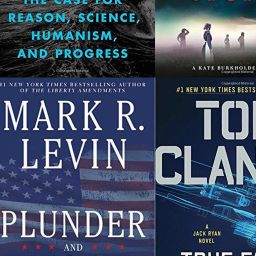 THE CASE FOR
REASON, SCIENCE,
HUMANISM,
AND PROGRESS
A KATE BURKHOLDE
#1 NEW YORK TIMES BESTSELLING AUTHOR
OF THE LIBERTY AMENDMENTS
MARK R.
LEVIN
PLUNDER
AND
#1 NEW YORK TIMES BESTS
TO
CLAN
A
JACK RYAN
NOVEL